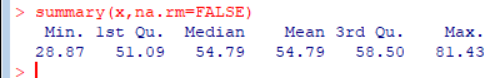 > summary(x,na.rm=FALSE)
Min. 1st Qu. Median Mean 3rd Qu. Max.
28.87 51.09 54.79 54.79 58.50 81.43
>